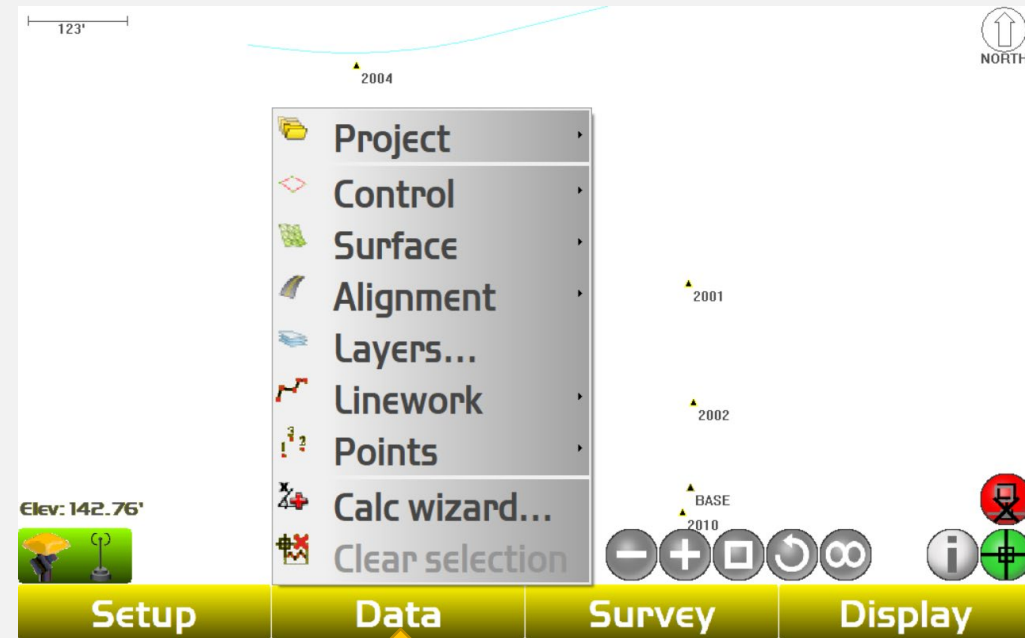 123'
NORTH
2004
Project
Control
Surface
Alignment
Layers...
Linework
Points
Calc wizard...
Clear selection
2001
2002
BASE
2010
Elev: 142.76'
Setup
Data
Survey
Display